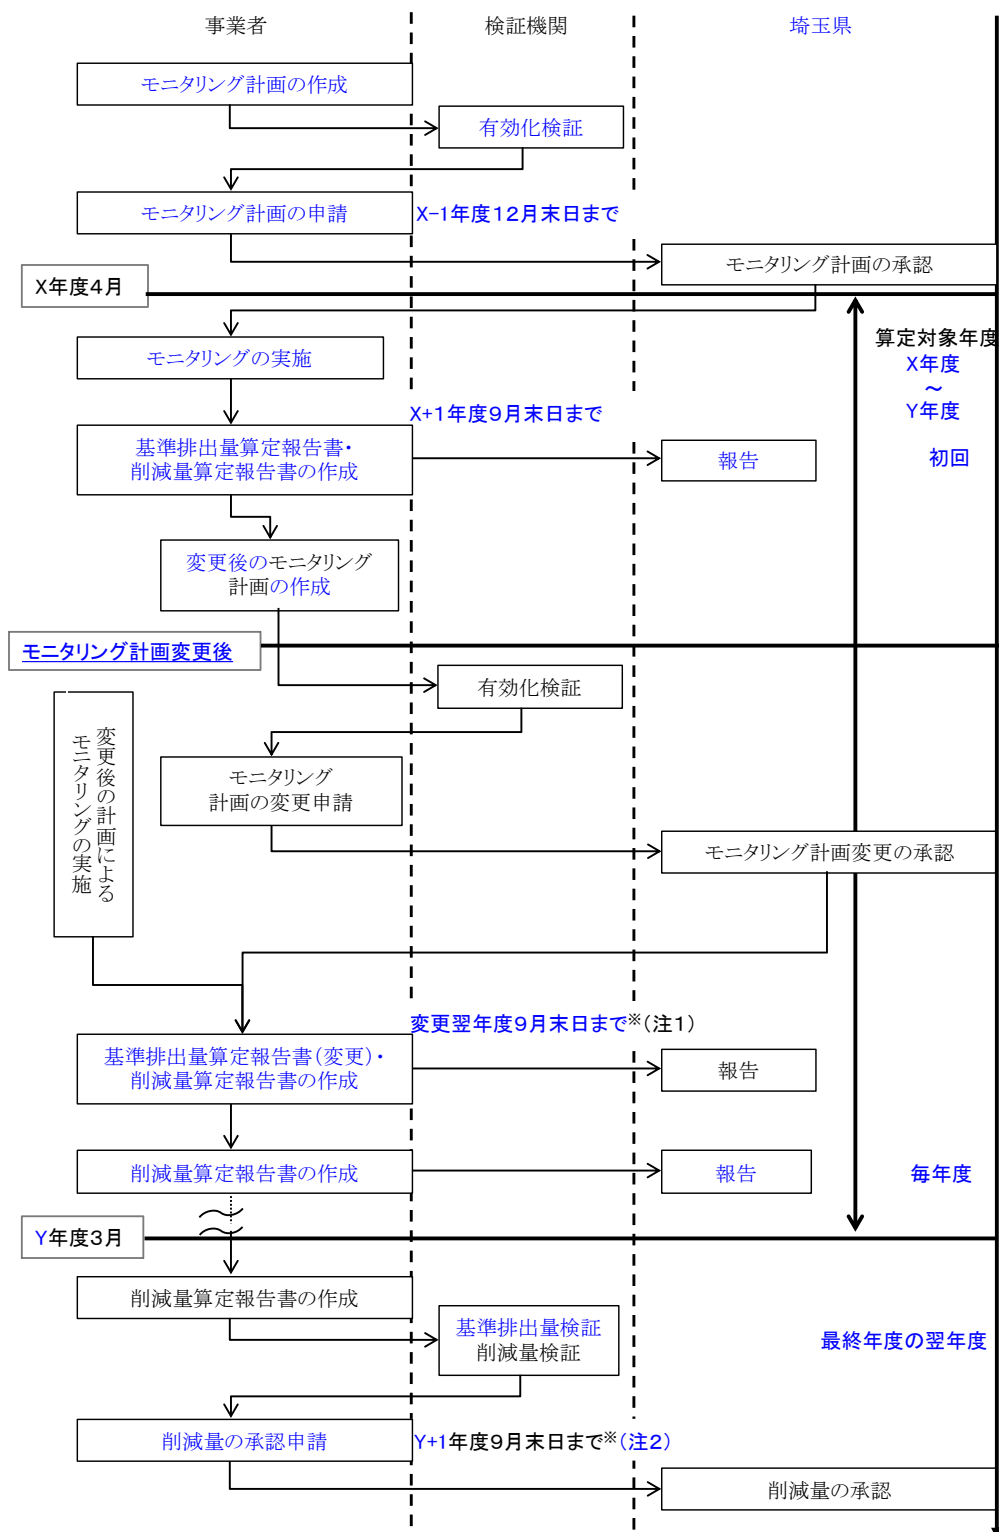 事業者
検証機関
埼玉県
モニタリング計画の作成
有効化検証
モニタリング計画の申請
X-1年度12月末日まで
モニタリング計画の承認
X年度4月
算定対象年度
X年度
～
Y年度
モニタリングの実施
X+1年度9月末日まで
初回
基準排出量算定報告書・
削減量算定報告書の作成
報告
変更後のモニタリング
計画の作成
モニタリング計画変更後
有効化検証
変更後の計画による
モニタリングの実施
モニタリング
計画の変更申請
モニタリング計画変更の承認
変更翌年度9月末日まで※(注1)
基準排出量算定報告書(変更)・
削減量算定報告書の作成
報告
削減量算定報告書の作成
報告
毎年度
Y年度3月
削減量算定報告書の作成
基準排出量検証
削減量検証
最終年度の翌年度
削減量の承認申請
Y+1年度9月末日まで※(注2)
削減量の承認